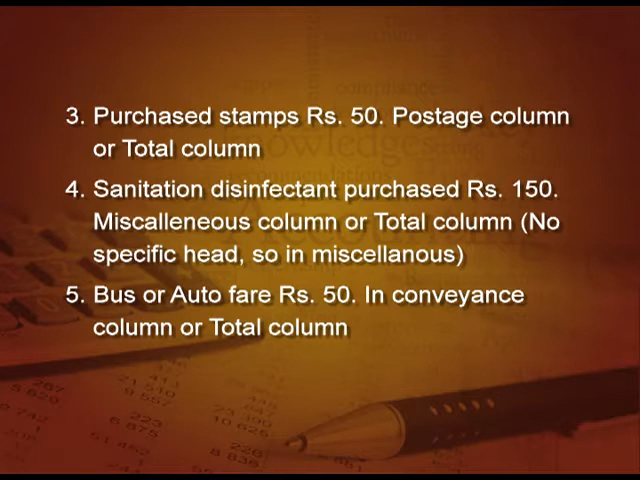 3. Purchased stamps Rs. 50. Postage column
or Total column
4. Sanitation disinfectant purchased Rs. 150.
Miscalleneous column or Total column (No
specific head, so in miscellanous)
5. Bus or Auto fare Rs. 50. In conveyance
column or Total column